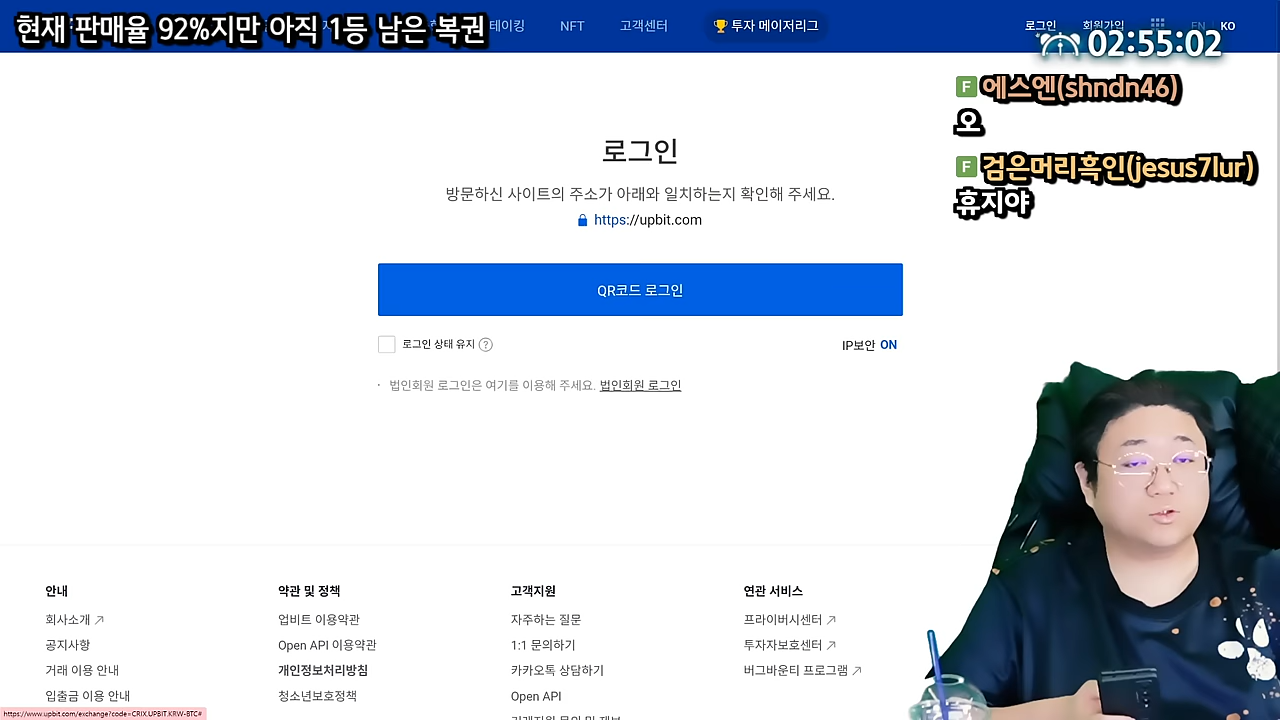 현재 판매율 92%지만 아직 1등 남은 복권
테이킹
NFT
고객센터
투자 메이저리그
로그인
회원가입
EN
KO
02:55:02
F 에스엔(shndn46)
오
F 검은머리흑인(jesus7lur)
휴지야
로그인
방문하신 사이트의 주소가 아래와 일치하는지 확인해 주세요.
https://upbit.com
QR코드 로그인
로그인 상태 유지 ?
IP보안 ON
· 법인회원 로그인은 여기를 이용해 주세요. 법인회원 로그인
안내
회사소개
공지사항
거래 이용 안내
입출금 이용 안내
약관 및 정책
업비트 이용약관
Open API 이용약관
개인정보처리방침
청소년보호정책
고객지원
자주하는 질문
1:1 문의하기
카카오톡 상담하기
Open API
연관 서비스
프라이버시센터
투자자보호센터
버그바운티 프로그램
https://www.upbit.com/exchange?code=CRIX.UPBIT.KRW-BTC#